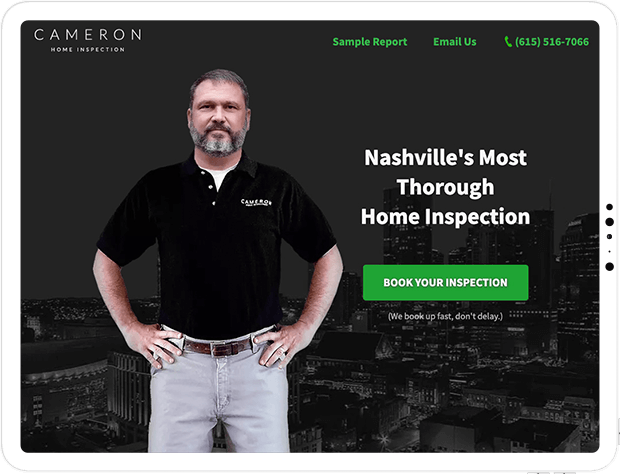 CAMERON
HOME INSPECTION
Sample Report
Email Us
(615) 516-7066
Nashville's Most
Thorough
Home Inspection
CAMERON
BOOK YOUR INSPECTION
(We book up fast, don't delay.)